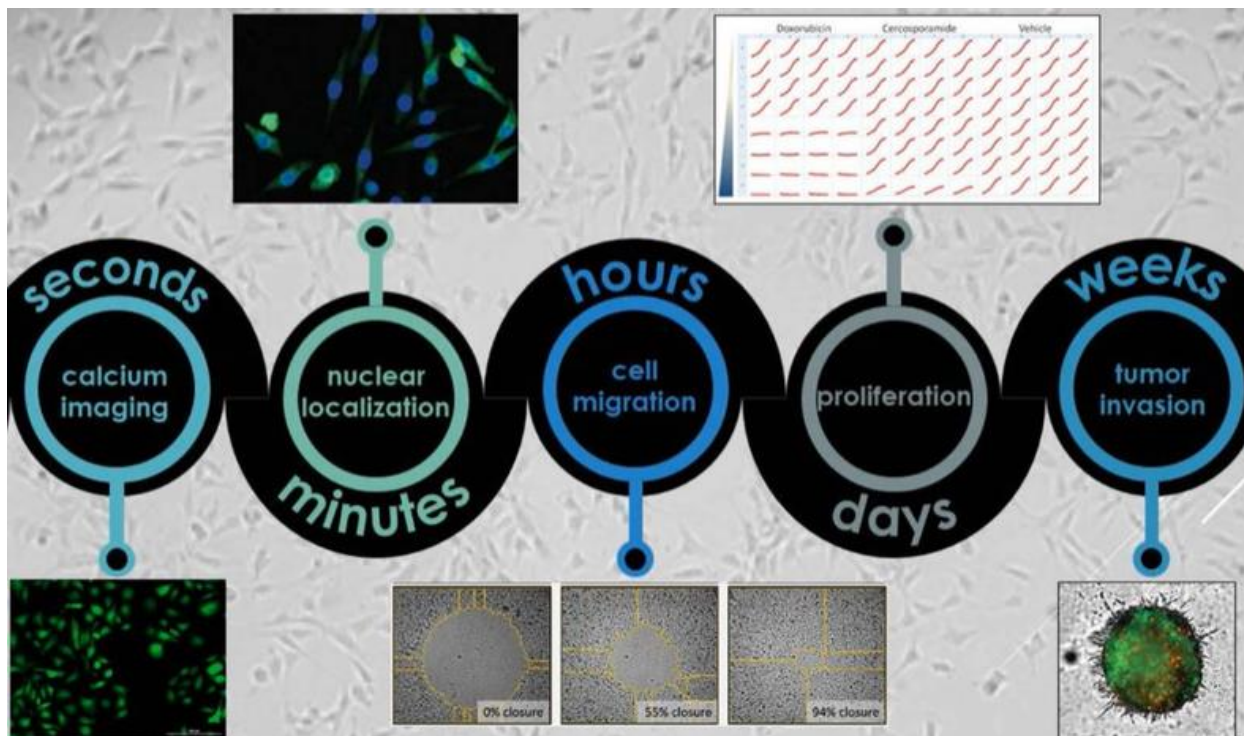 Doxorubicin Cercosporamide Vehicle
seconds
calcium
imaging
nuclear
localization
minutes
hours
cell
migration
proliferation
days
weeks
tumor
invasion
0% closure
55% closure
94% closure